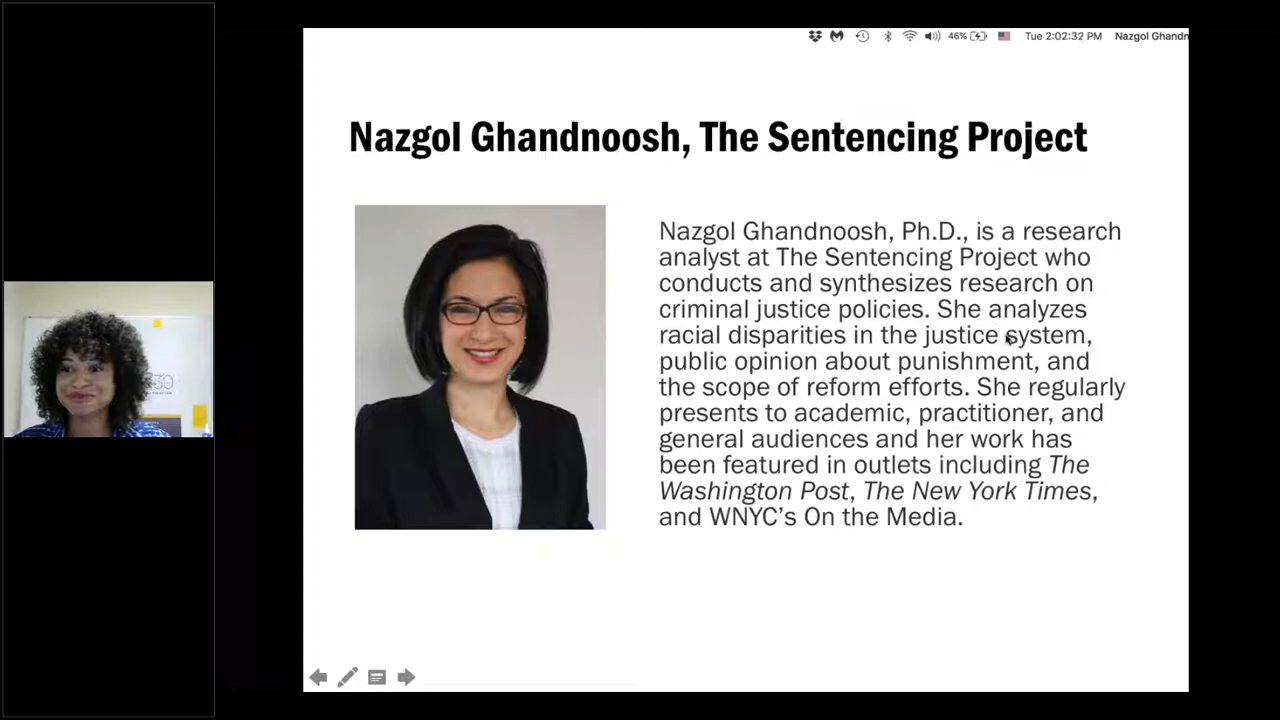 46%
Tue 2:02:32 PM
Nazgol Ghandn
Nazgol Ghandnoosh, The Sentencing Project
Nazgol Ghandnoosh, Ph.D., is a research
analyst at The Sentencing Project who
conducts and synthesizes research on
criminal justice policies. She analyzes
racial disparities in the justice system,
public opinion about punishment, and
the scope of reform efforts. She regularly
presents to academic, practitioner, and
general audiences and her work has
been featured in outlets including The
Washington Post, The New York Times,
and WNYC’s On the Media.